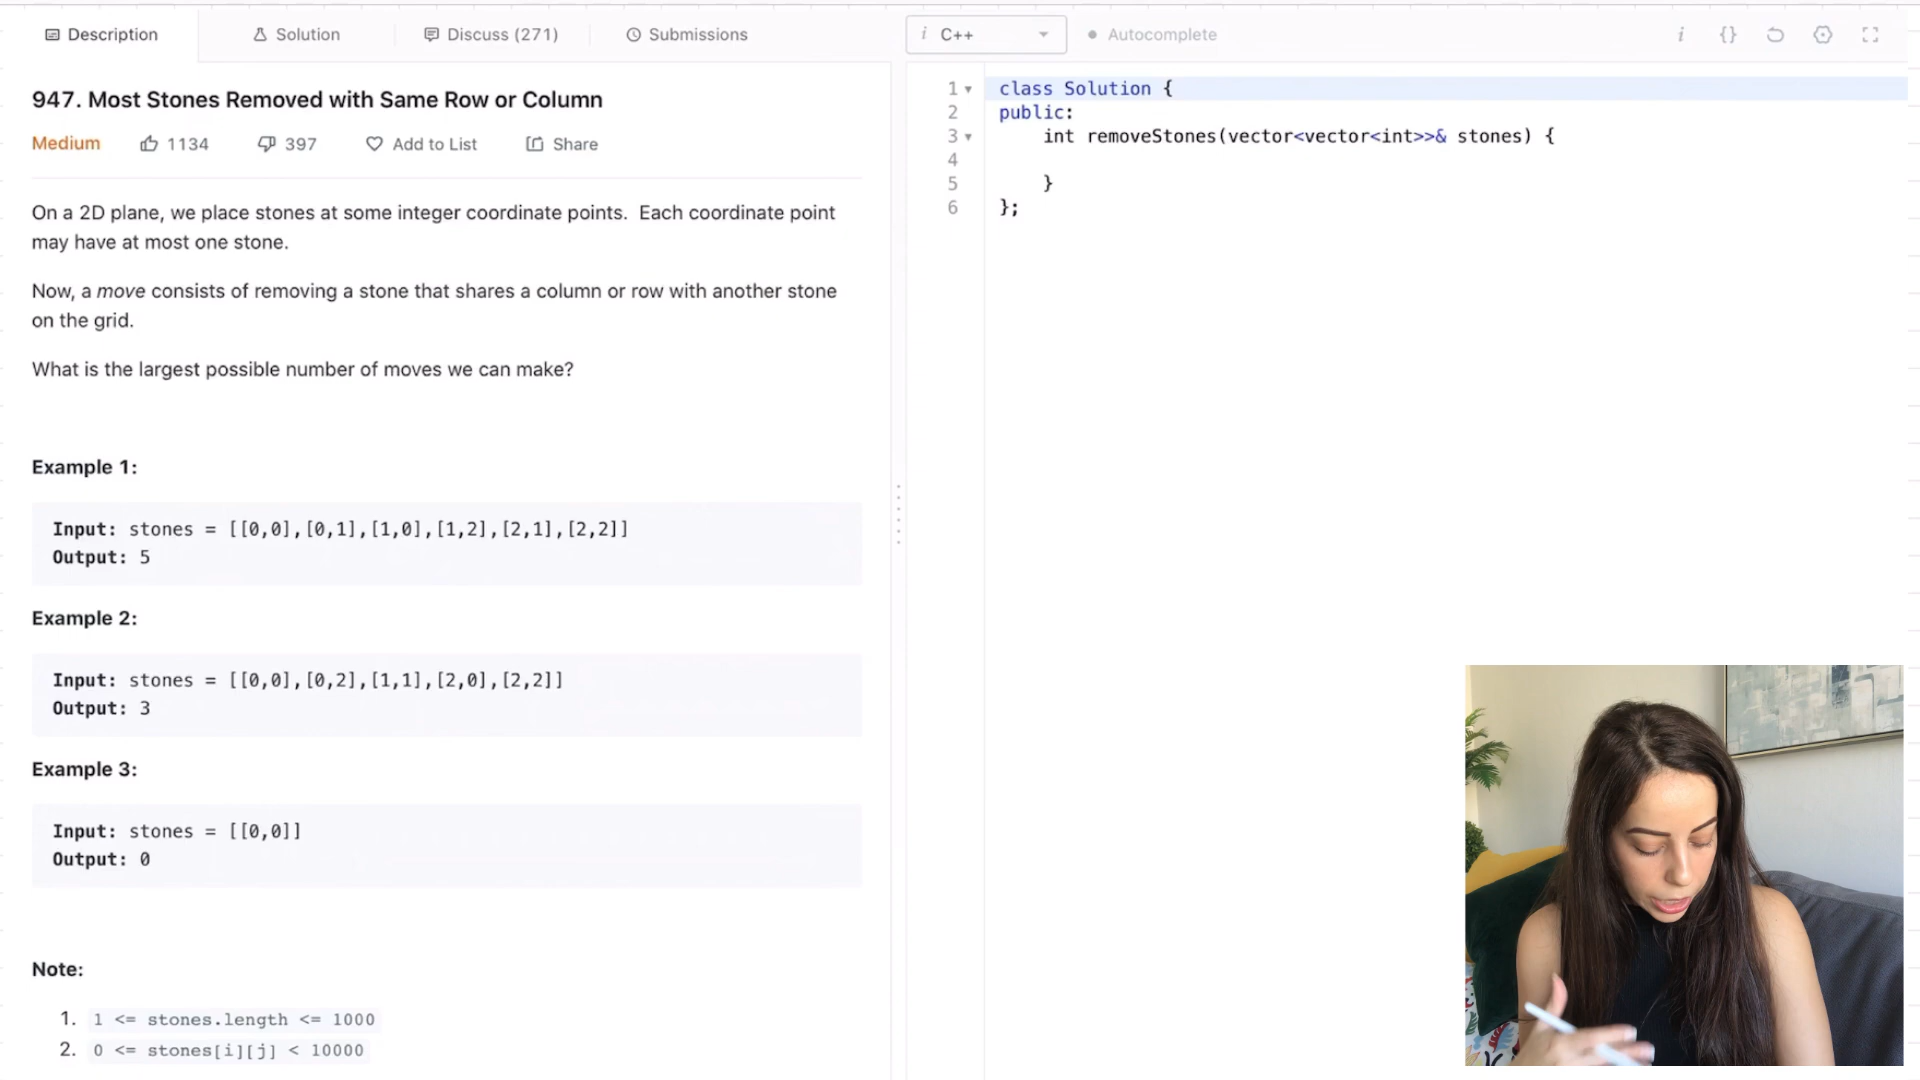 Description
Solution
Discuss (271)
Submissions
i C++
Autocomplete
i {}
947. Most Stones Removed with Same Row or Column
Medium 1134 397 Add to List Share
On a 2D plane, we place stones at some integer coordinate points.  Each coordinate point
may have at most one stone.
Now, a move consists of removing a stone that shares a column or row with another stone
on the grid.
What is the largest possible number of moves we can make?
Example 1:
Input: stones = [[0,0],[0,1],[1,0],[1,2],[2,1],[2,2]]
Output: 5
Example 2:
Input: stones = [[0,0],[0,2],[1,1],[2,0],[2,2]]
Output: 3
Example 3:
Input: stones = [[0,0]]
Output: 0
Note:
1. 1 <= stones.length <= 1000
2. 0 <= stones[i][j] < 10000
1 class Solution {
2 public:
3 int removeStones(vector<vector<int>>& stones) {
4
5 }
6 };